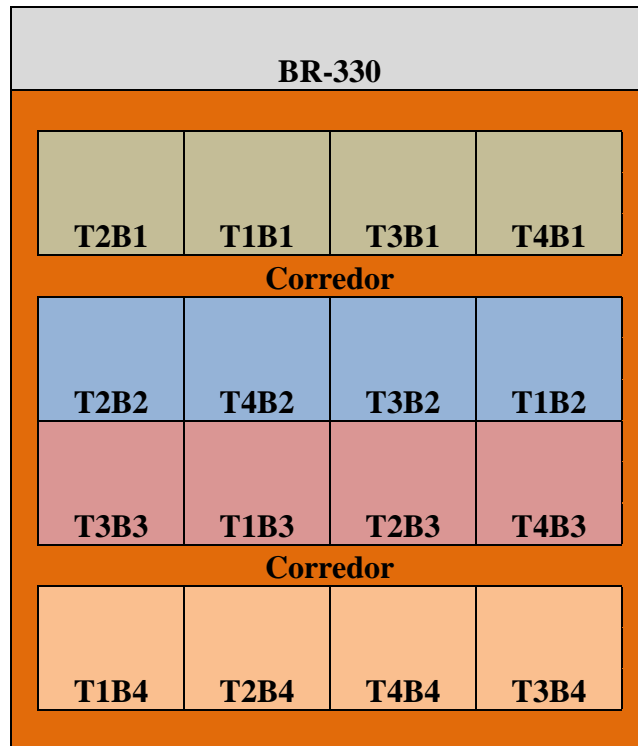 BR-330
T2B1 T1B1 T3B1 T4B1
Corredor
T2B2 T4B2 T3B2 T1B2
T3B3 T1B3 T2B3 T4B3
Corredor
T1B4 T2B4 T4B4 T3B4